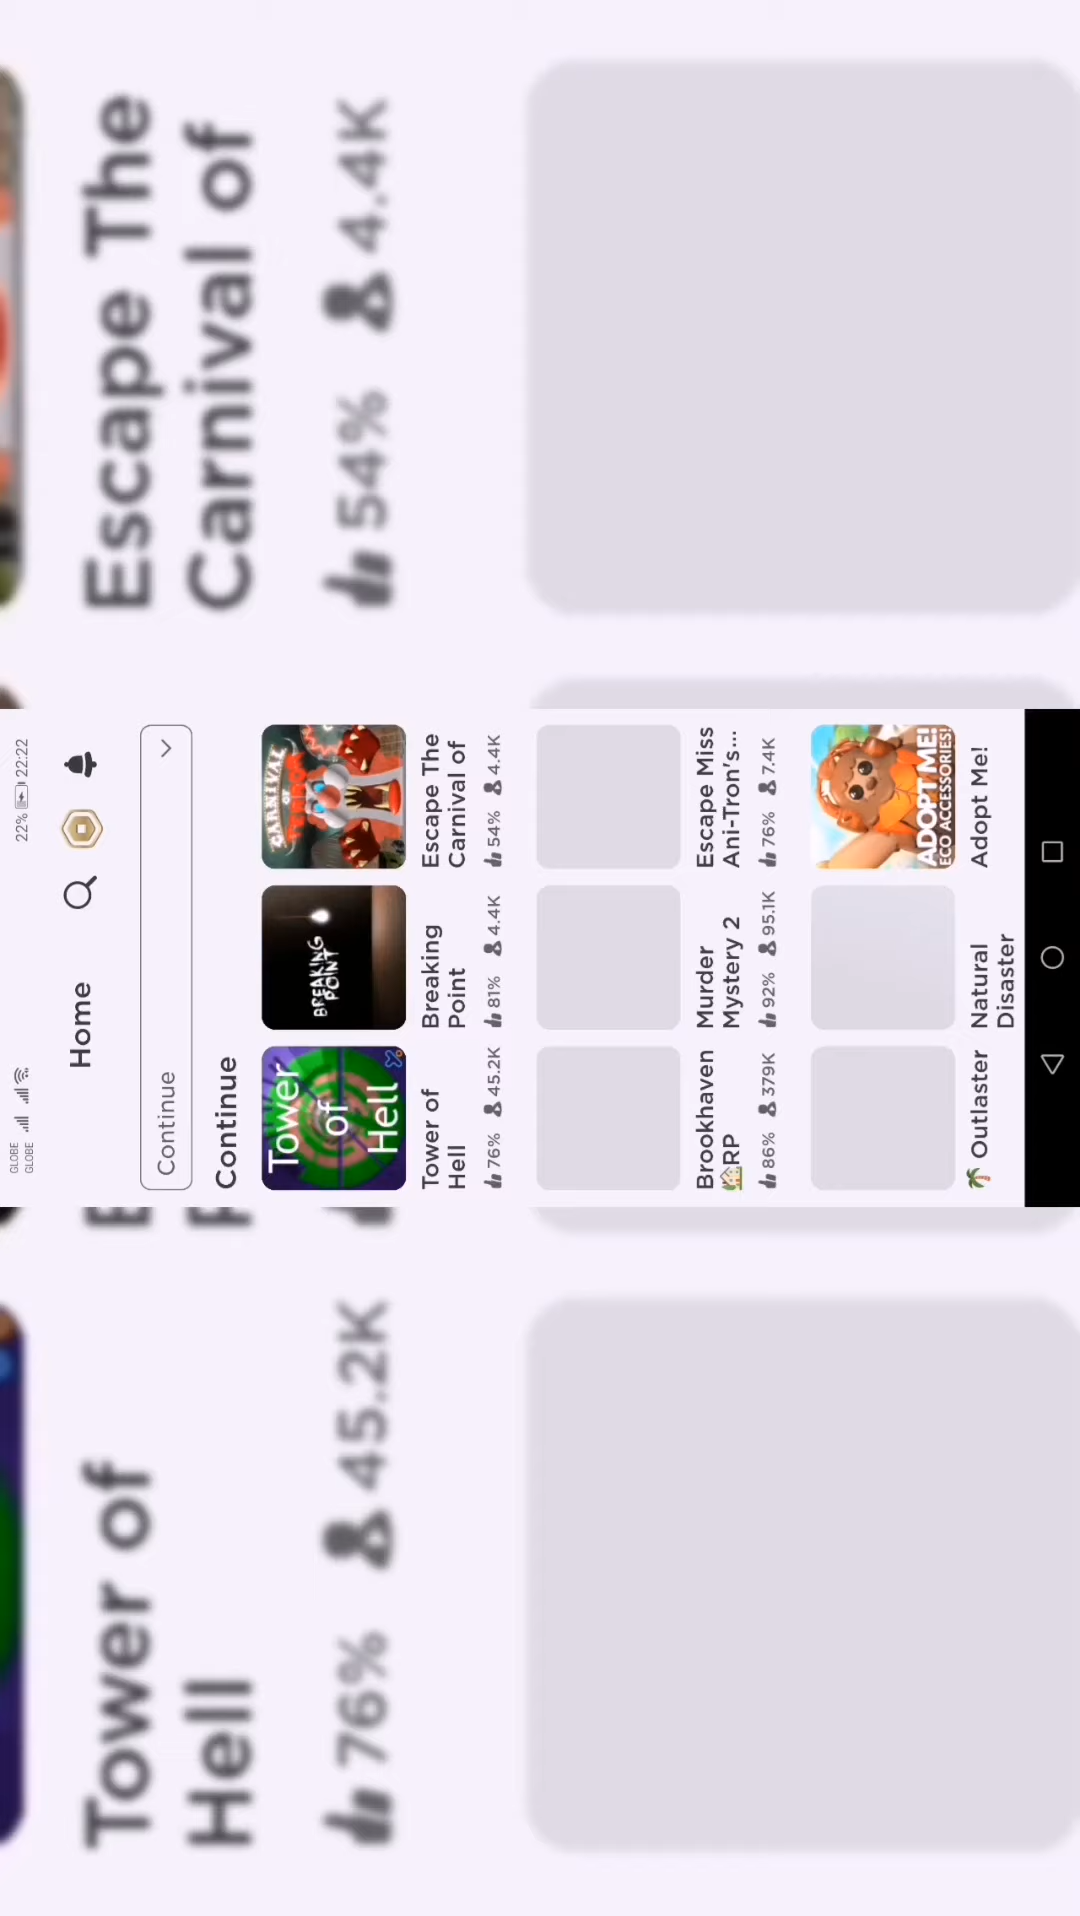 GLOBE
GLOBE
22% 22:22
Home
Continue
Continue
Tower
of
Hell
BREAKING
POINT
CARNIVAL
OF
TERROR
Tower of
Hell
76% 45.2K
Breaking
Point
81% 4.4K
Escape The
Carnival of
54% 4.4K
Brookhaven
🏡RP
86% 379K
Murder
Mystery 2
92% 95.1K
Escape Miss
Ani-Tron's...
76% 7.4K
ADOPT ME!
ECO ACCESSORIES!
🌴 Outlaster
Natural
Disaster
Adopt Me!
Escape The
Carnival of
54% 4.4K
Tower of
Hell
76% 45.2K